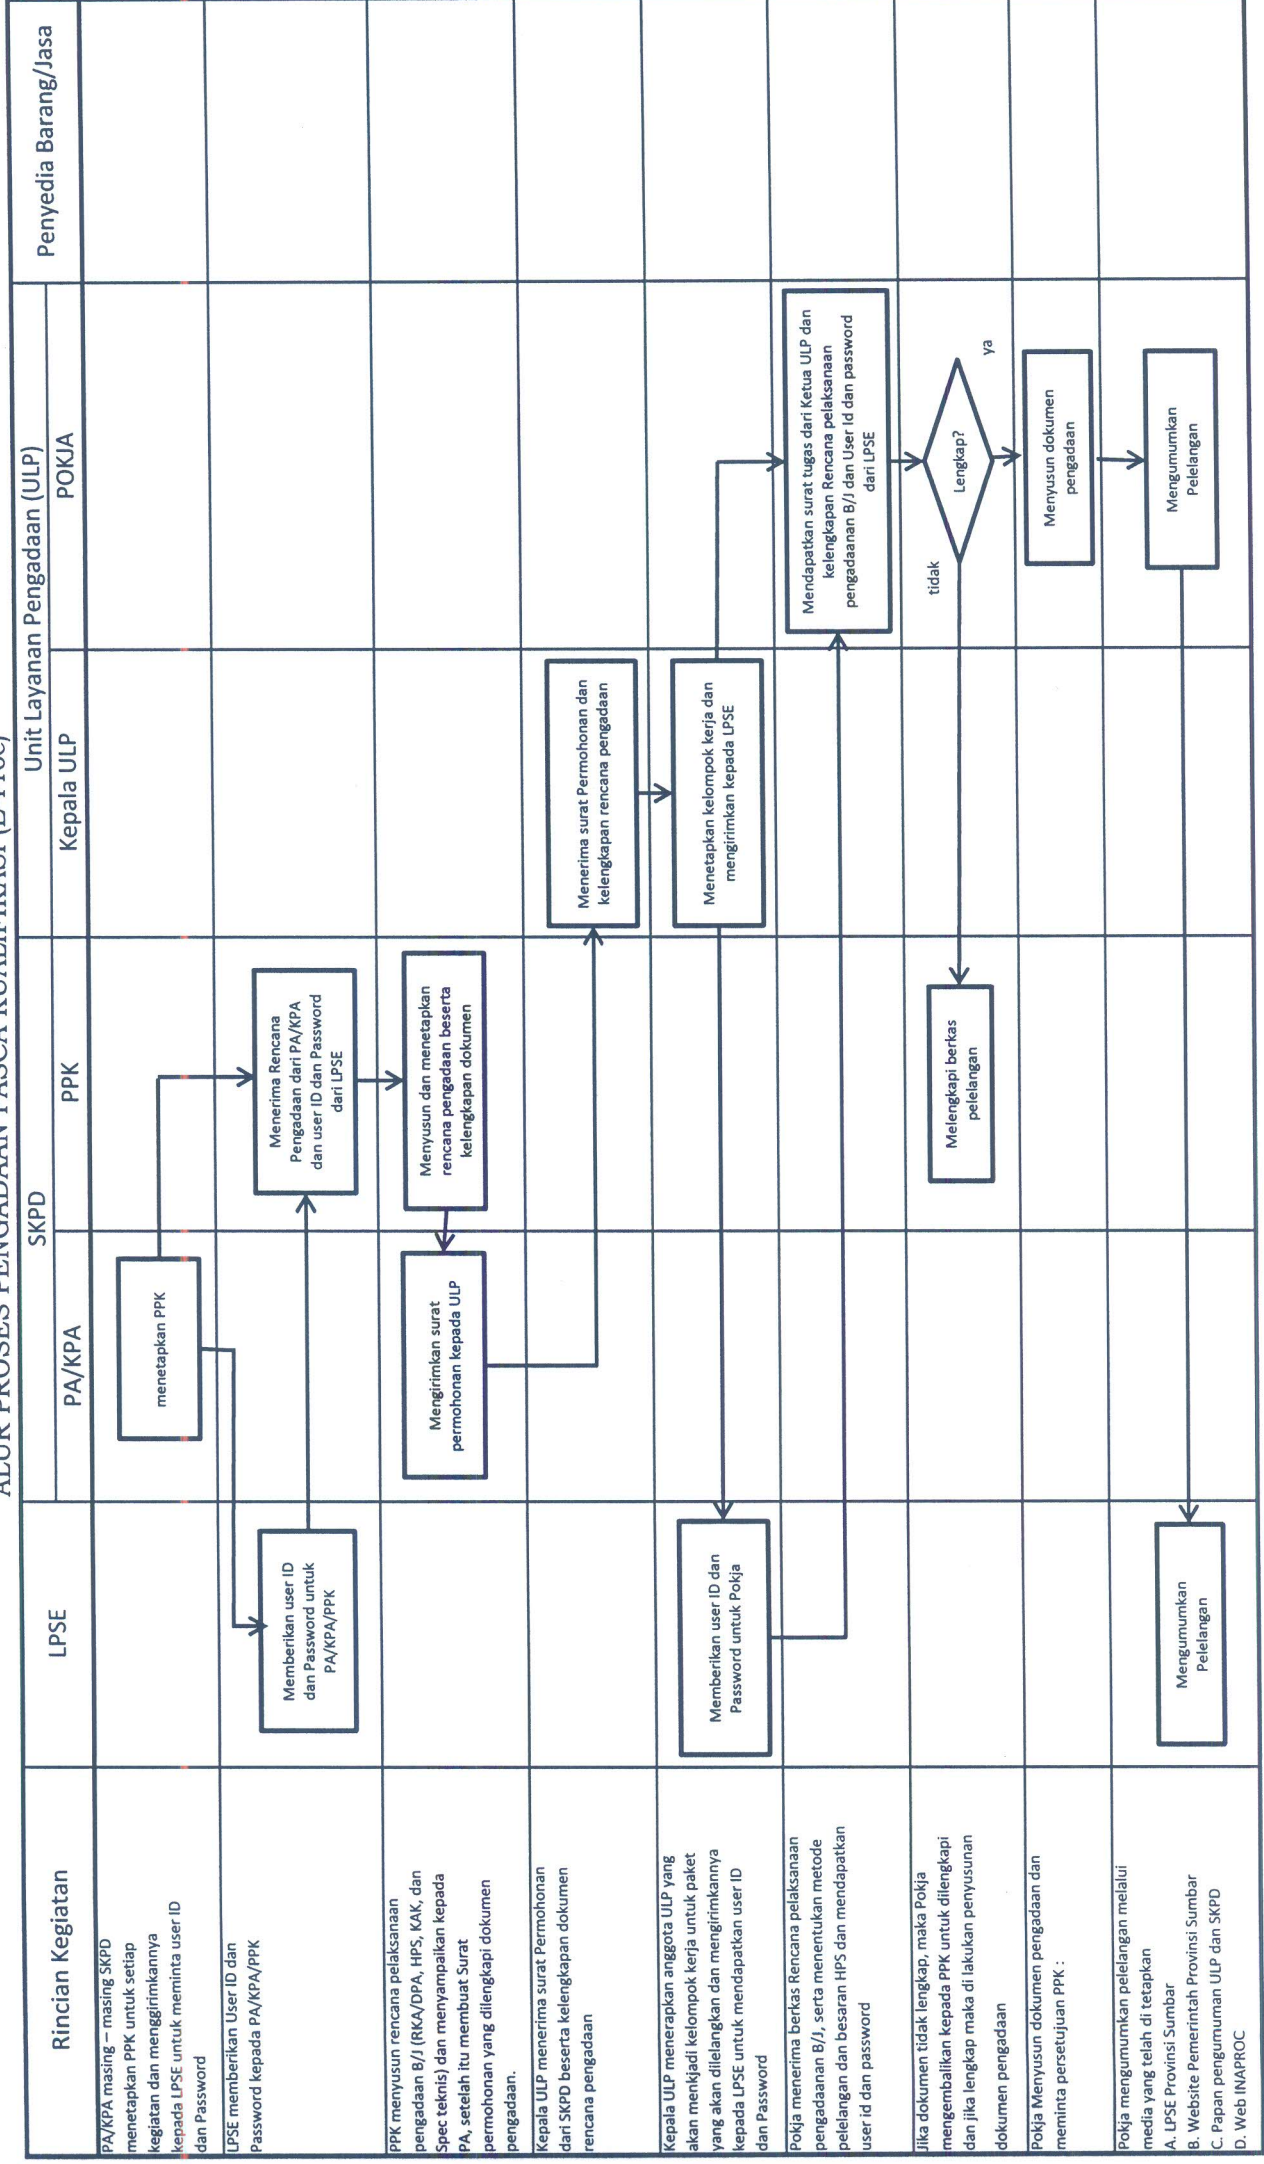 ALUR PROSES PENGADAAN PASCA KUALIFIKASI
Rincian Kegiatan
LPSE
SKPD
Unit Layanan Pengadaan (ULP)
Penyedia Barang/Jasa
PA/KPA
PPK
Kepala ULP
POKJA
PA/KPA masing – masing SKPD
menetapkan PPK untuk setiap
kegiatan dan menggirimkannya
kepada LPSE untuk meminta user ID
dan Password
menetapkan PPK
LPSE memberikan User ID dan
Password kepada PA/KPA/PPK
Memberikan user ID
dan Password untuk
PA/KPA/PPK
Menerima Rencana
Pengadaan dari PA/KPA
dan user ID dan Password
dari LPSE
PPK menyusun rencana pelaksanaan
pengadaan B/J (RKA/DPA, HPS, KAK, dan
Spec teknis) dan menyampaikan kepada
PA, setelah itu membuat Surat
permohonan yang dilengkapi dokumen
pengadaan.
Mengirimkan surat
permohonan kepada ULP
Menyusun dan menetapkan
rencana pengadaan beserta
kelengkapan dokumen
Kepala ULP menerima surat Permohonan
dari SKPD beserta kelengkapan dokumen
rencana pengadaan
Menerima surat Permohonan dan
kelengkapan rencana pengadaan
Kepala ULP menerapkan anggota ULP yang
akan menkjadi kelompok kerja untuk paket
yang akan dilelangkan dan mengirimkannya
kepada LPSE untuk mendapatkan user ID
dan Password
Memberikan user ID dan
Password untuk Pokja
Menetapkan kelompok kerja dan
mengirimkan kepada LPSE
Pokja menerima berkas Rencana pelaksanaan
pengadaanan B/J, serta menentukan metode
pelelangan dan besaran HPS dan mendapatkan
user id dan password
Mendapatkan surat tugas dari Ketua ULP dan
kelengkapan Rencana pelaksanaan
pengadaanan B/J dan User Id dan password
dari LPSE
Jika dokumen tidak lengkap, maka Pokja
mengembalikan kepada PPK untuk dilengkapi
dan jika lengkap maka di lakukan penyusunan
dokumen pengadaan
Melengkapi berkas
pelelangan
tidak
Lengkap?
ya
Pokja Menyusun dokumen pengadaan dan
meminta persetujuan PPK :
Menyusun dokumen
pengadaan
Pokja mengumumkan pelelangan melalui
media yang telah di tetapkan
A. LPSE Provinsi Sumbar
B. Website Pemerintah Provinsi Sumbar
C. Papan pengumuman ULP dan SKPD
D. Web INAPROC
Mengumumkan
Pelelangan
Mengumumkan
Pelelangan